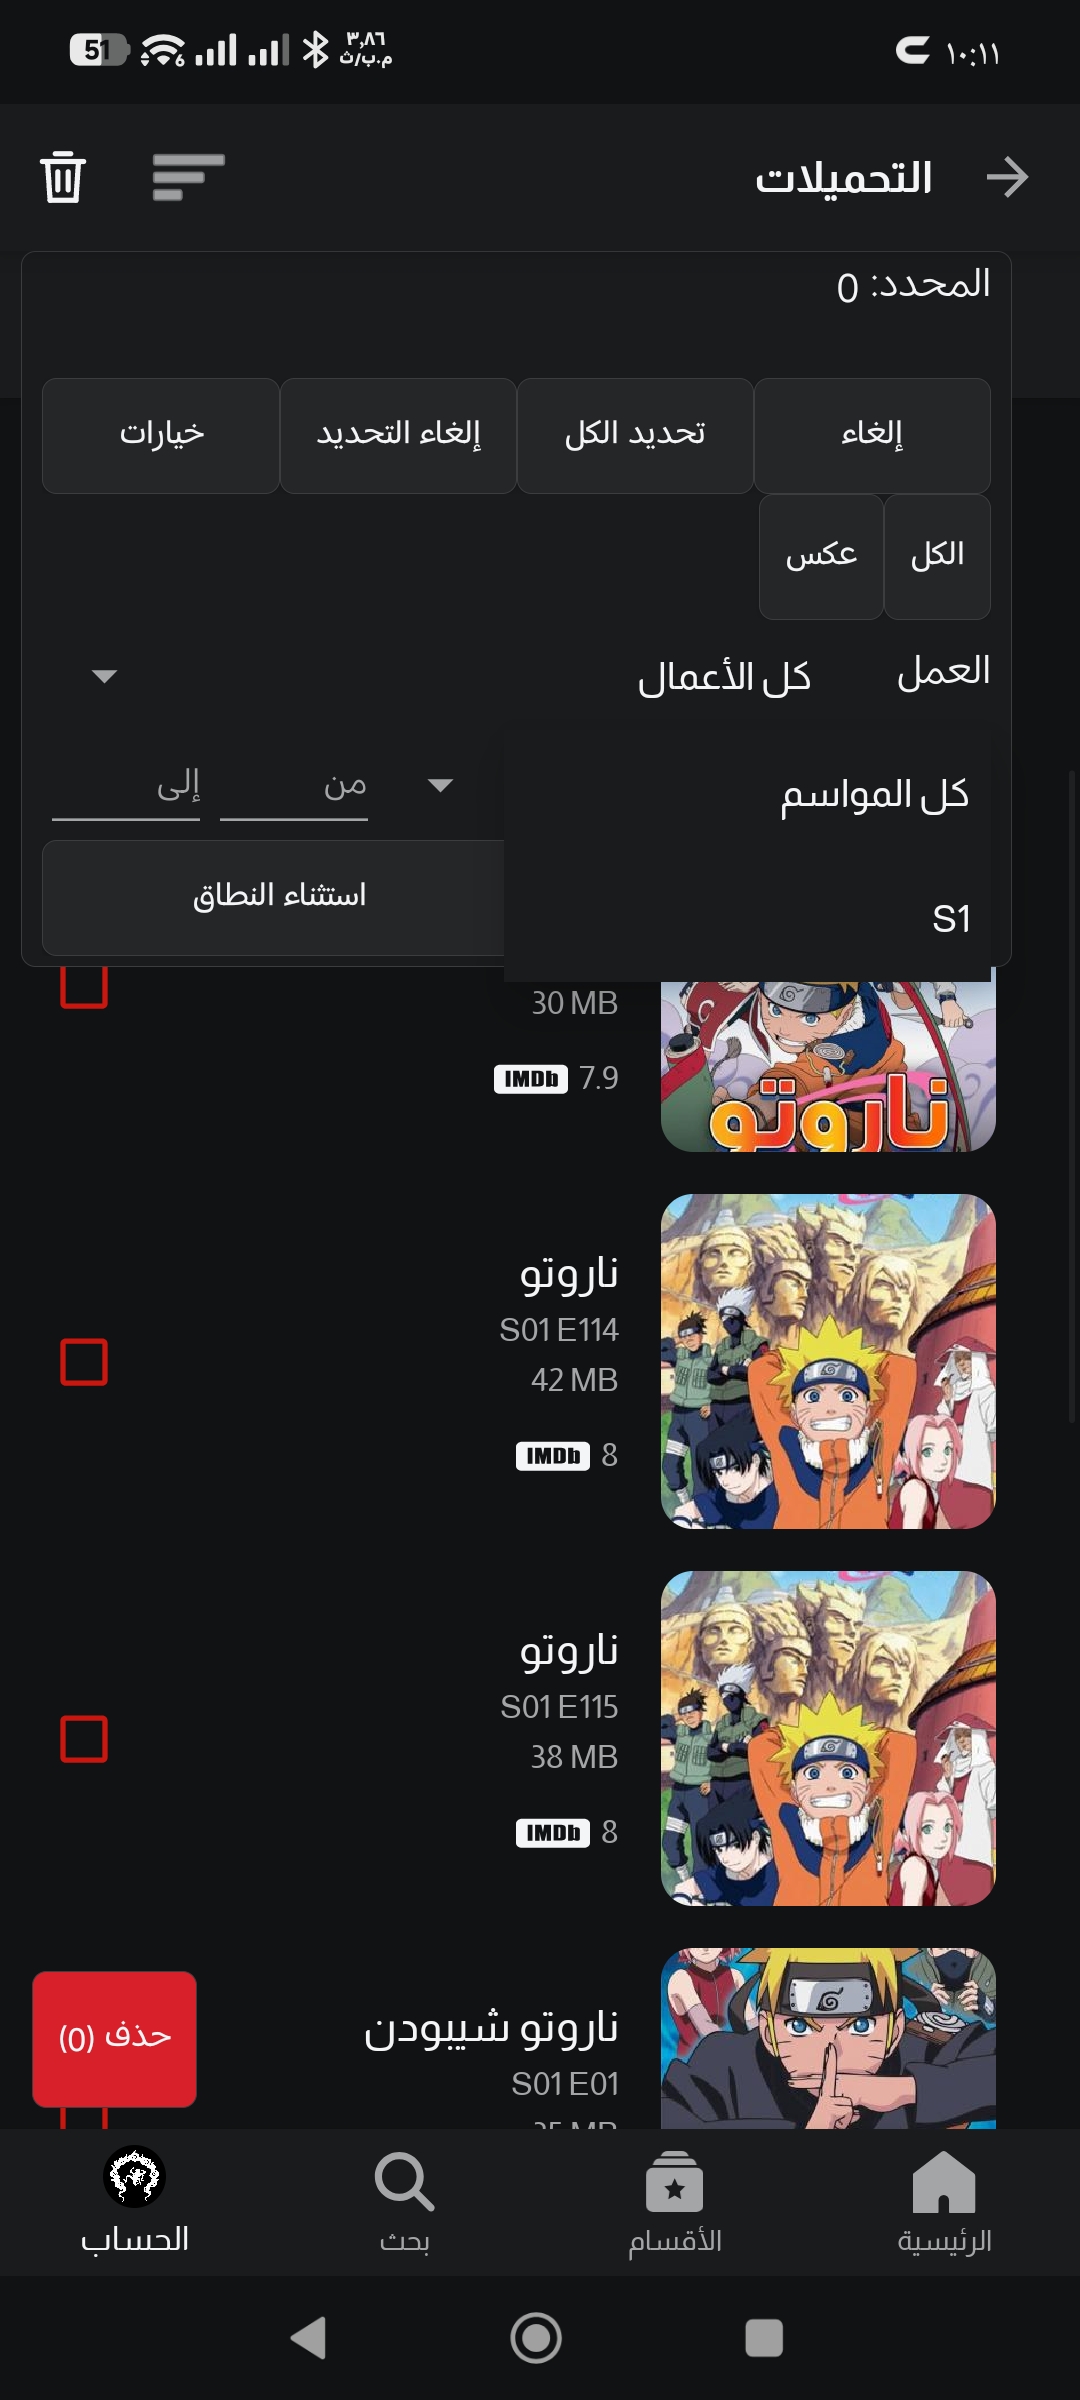 51 6 ٣,٨٦ م.ب/ث ١٠:١١
التحميلات
المحدد: 0
إلغاء تحديد الكل إلغاء التحديد خيارات
الكل عكس
العمل كل الأعمال
كل المواسم من إلى
S1 استثناء النطاق
30 MB
IMDb 7.9
ناروتو
ناروتو
S01 E114
42 MB
IMDb 8
ناروتو
S01 E115
38 MB
IMDb 8
ناروتو شيبودن
S01 E01
حذف (0)
الرئيسية الأقسام بحث الحساب